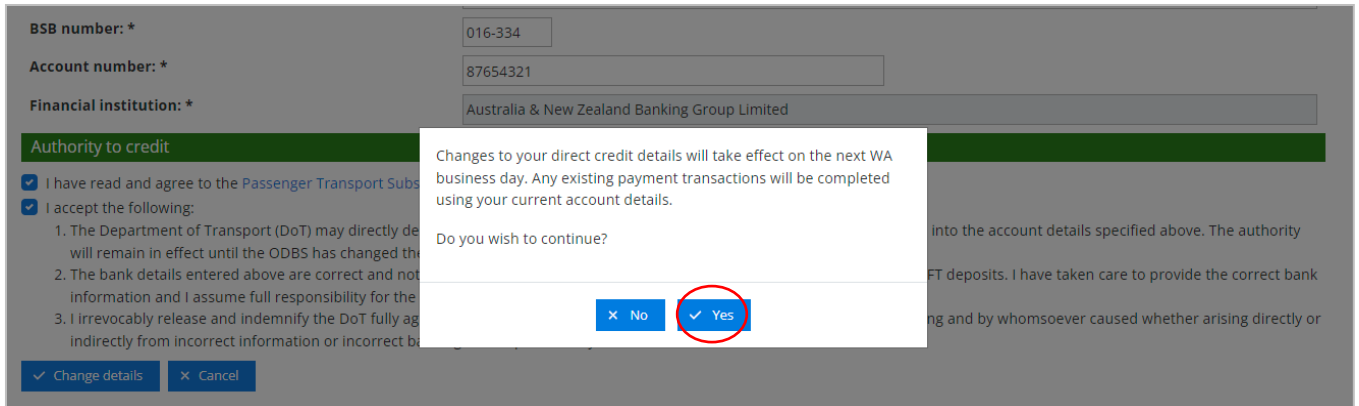 BSB number: *
016-334
Account number: *
87654321
Financial institution: *
Australia & New Zealand Banking Group Limited
Authority to credit
I have read and agree to the Passenger Transport Subs
I accept the following:
1. The Department of Transport (DoT) may directly de
into the account details specified above. The authority
will remain in effect until the ODBS has changed the
2. The bank details entered above are correct and not
FT deposits. I have taken care to provide the correct bank
information and I assume full responsibility for the
3. I irrevocably release and indemnify the DoT fully ag
ng and by whomsoever caused whether arising directly or
indirectly from incorrect information or incorrect ba
Changes to your direct credit details will take effect on the next WA
business day. Any existing payment transactions will be completed
using your current account details.
Do you wish to continue?
No
Yes
Change details
Cancel